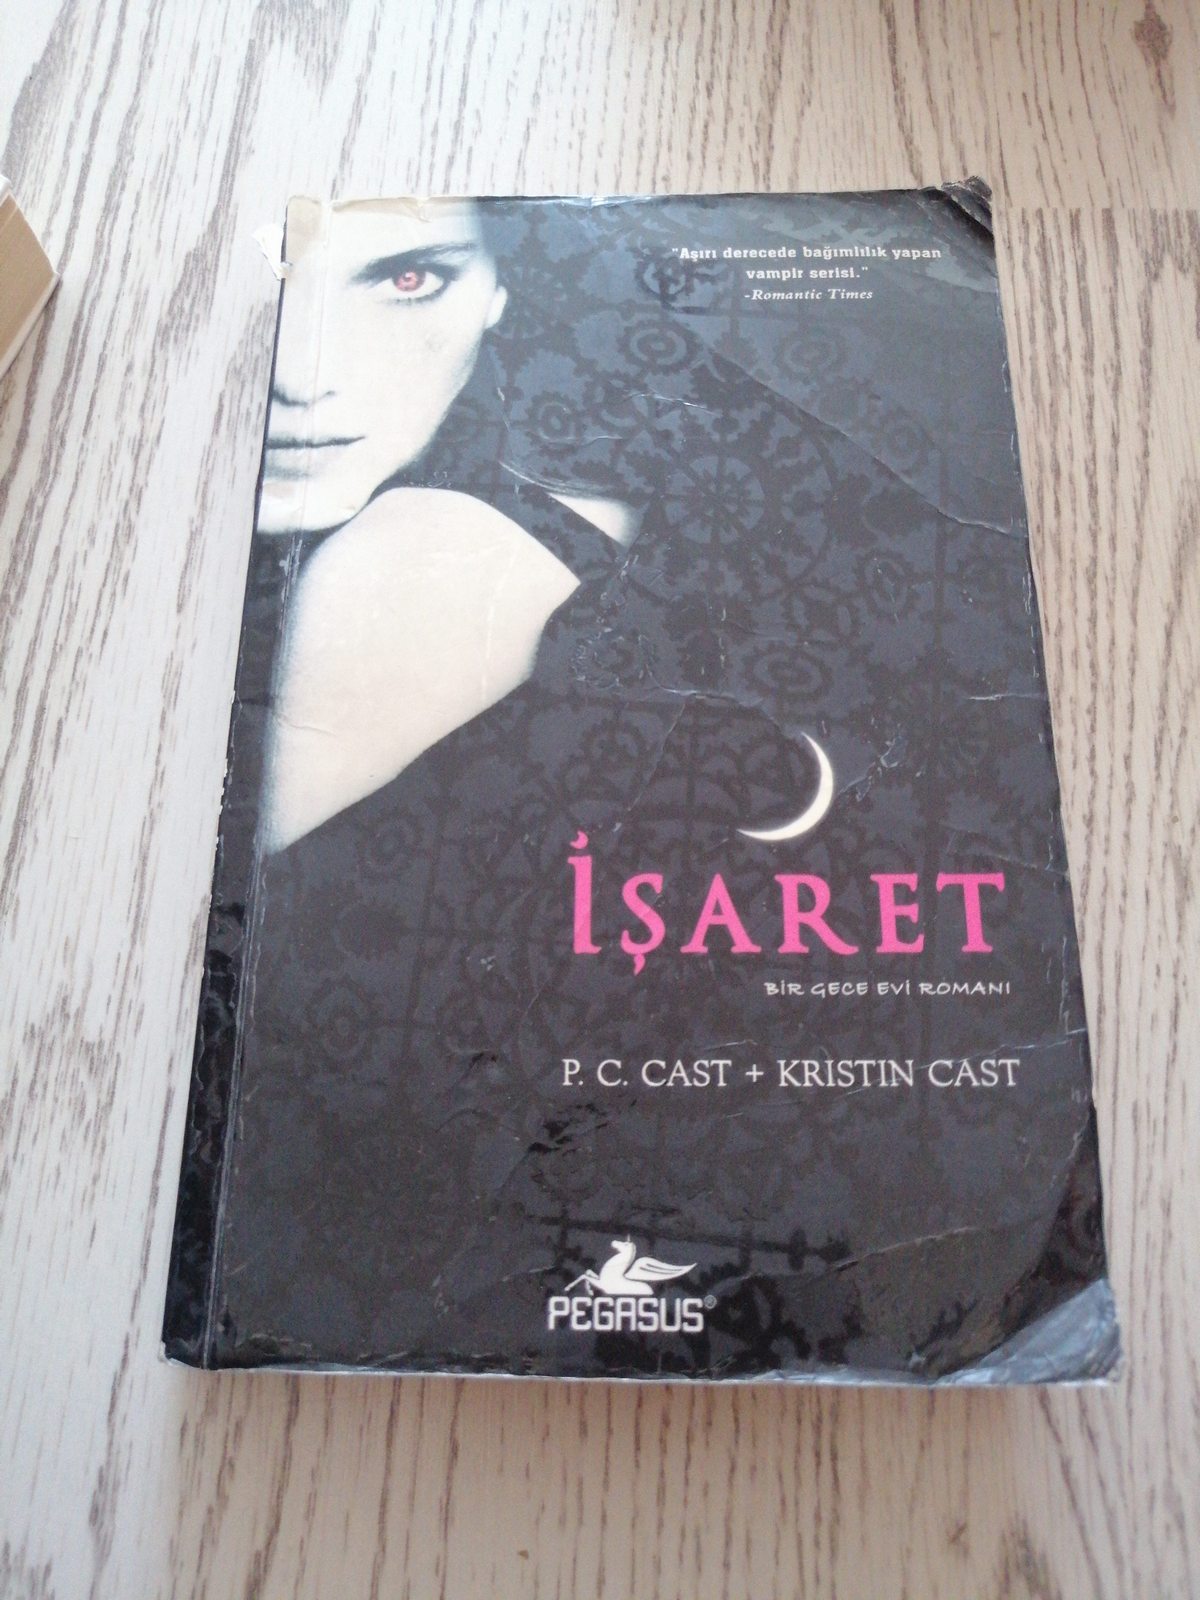 "Aşırı derecede bağımlılık yapan
vampir serisi."
-Romantic Times
İŞARET
BİR GECE EVİ ROMANI
P. C. CAST + KRISTIN CAST
PEGASUS®